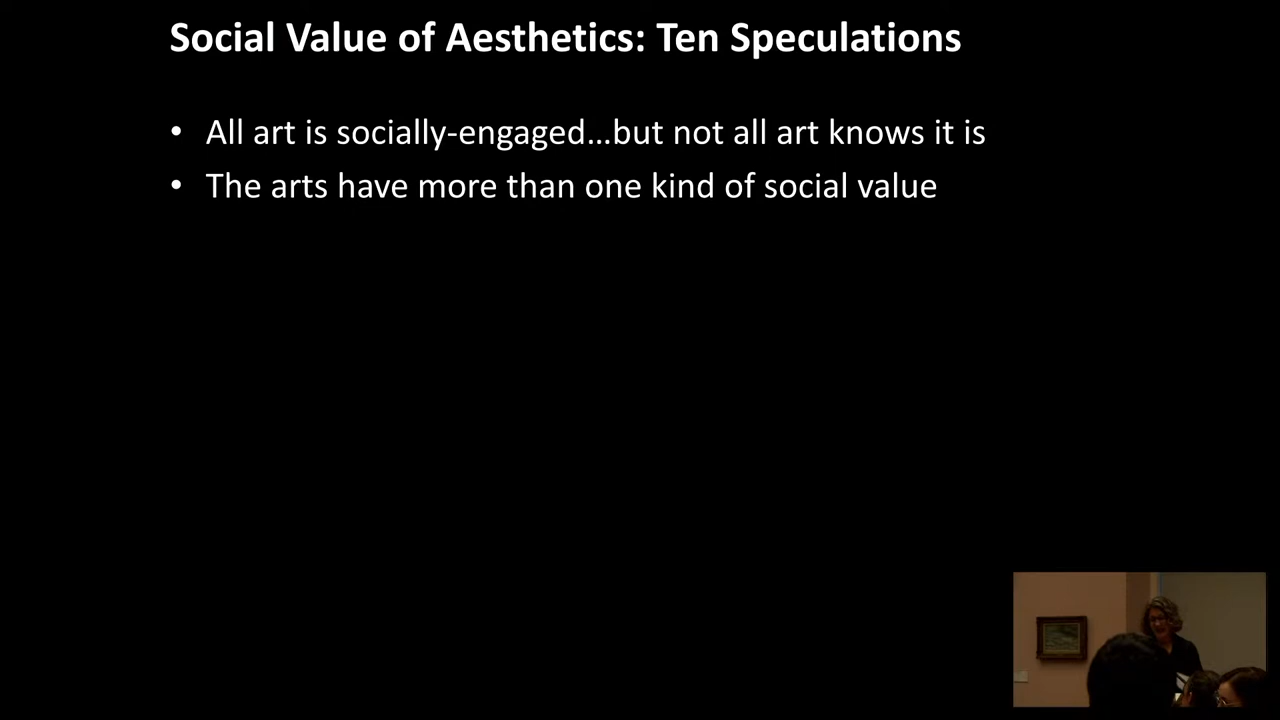 Social Value of Aesthetics: Ten Speculations
• All art is socially-engaged…but not all art knows it is
• The arts have more than one kind of social value